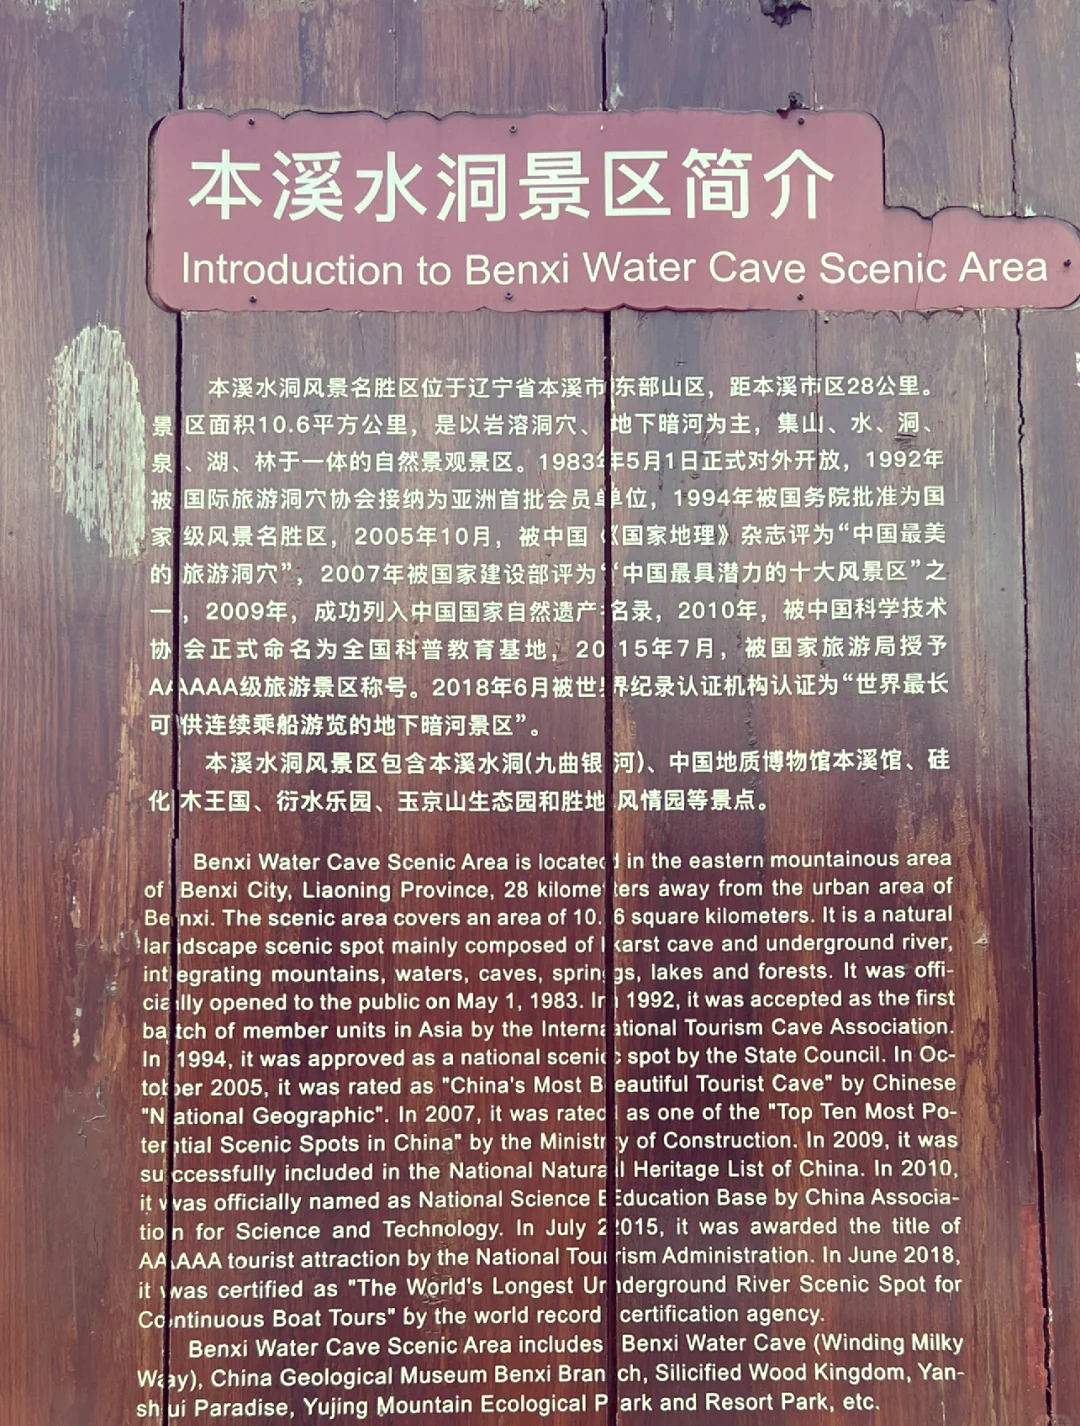 本溪水洞景区简介
Introduction to Benxi Water Cave Scenic Area
本溪水洞风景名胜区位于辽宁省本溪市东部山区，距本溪市区28公里。
景区面积10.6平方公里，是以岩溶洞穴、地下暗河为主，集山、水、洞、
泉、湖、林于一体的自然景观景区。1983年5月1日正式对外开放，1992年
被国际旅游洞穴协会接纳为亚洲首批会员单位，1994年被国务院批准为国
家级风景名胜区，2005年10月，被中国《国家地理》杂志评为“中国最美
的旅游洞穴”，2007年被国家建设部评为“中国最具潜力的十大风景区”之
一，2009年，成功列入中国国家自然遗产名录，2010年，被中国科学技术
协会正式命名为全国科普教育基地，2015年7月，被国家旅游局授予
AAAAA级旅游景区称号。2018年6月被世界纪录认证机构认证为“世界最长
可供连续乘船游览的地下暗河景区”。
本溪水洞风景区包含本溪水洞(九曲银河)、中国地质博物馆本溪馆、硅
化木王国、衍水乐园、玉京山生态园和胜地风情园等景点。
Benxi Water Cave Scenic Area is located in the eastern mountainous area
of Benxi City, Liaoning Province, 28 kilometers away from the urban area of
Benxi. The scenic area covers an area of 10.6 square kilometers. It is a natural
landscape scenic spot mainly composed of karst cave and underground river,
integrating mountains, waters, caves, springs, lakes and forests. It was offi-
cially opened to the public on May 1, 1983. In 1992, it was accepted as the first
batch of member units in Asia by the International Tourism Cave Association.
In 1994, it was approved as a national scenic spot by the State Council. In Oc-
tober 2005, it was rated as "China's Most Beautiful Tourist Cave" by Chinese
"National Geographic". In 2007, it was rated as one of the "Top Ten Most Po-
tential Scenic Spots in China" by the Ministry of Construction. In 2009, it was
successfully included in the National Natural Heritage List of China. In 2010,
it was officially named as National Science Education Base by China Associa-
tion for Science and Technology. In July 2015, it was awarded the title of
AAAAA tourist attraction by the National Tourism Administration. In June 2018,
it was certified as "The World's Longest Underground River Scenic Spot for
Continuous Boat Tours" by the world record certification agency.
Benxi Water Cave Scenic Area includes Benxi Water Cave (Winding Milky
Way), China Geological Museum Benxi Branch, Silicified Wood Kingdom, Yan-
shui Paradise, Yujing Mountain Ecological Park and Resort Park, etc.